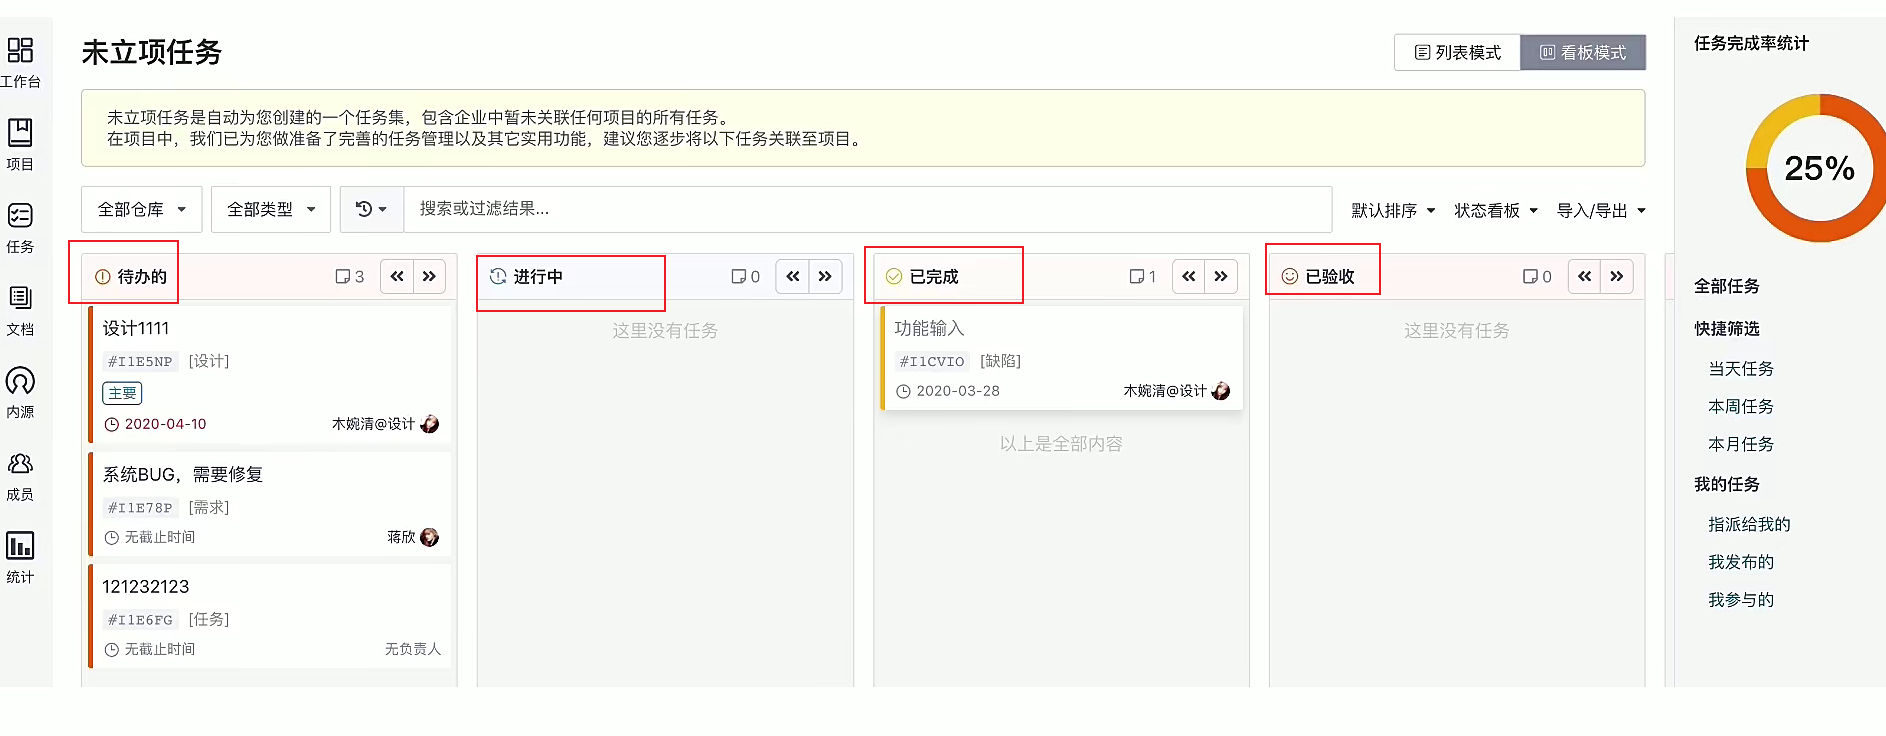 工作台
项目
任务
文档
内源
成员
统计
未立项任务
列表模式
看板模式
未立项任务是自动为您创建的一个任务集，包含企业中暂未关联任何项目的所有任务。
在项目中，我们已为您做准备了完善的任务管理以及其它实用功能，建议您逐步将以下任务关联至项目。
全部仓库
全部类型
搜索或过滤结果...
默认排序
状态看板
导入/导出
待办的 3
设计1111
#I1E5NP [设计]
主要
2020-04-10 木婉清@设计
系统BUG，需要修复
#I1E78P [需求]
无截止时间 蒋欣
121232123
#I1E6FG [任务]
无截止时间 无负责人
进行中 0
这里没有任务
已完成 1
功能输入
#I1CVIO [缺陷]
2020-03-28 木婉清@设计
以上是全部内容
已验收 0
这里没有任务
任务完成率统计
25%
全部任务
快捷筛选
当天任务
本周任务
本月任务
我的任务
指派给我的
我发布的
我参与的